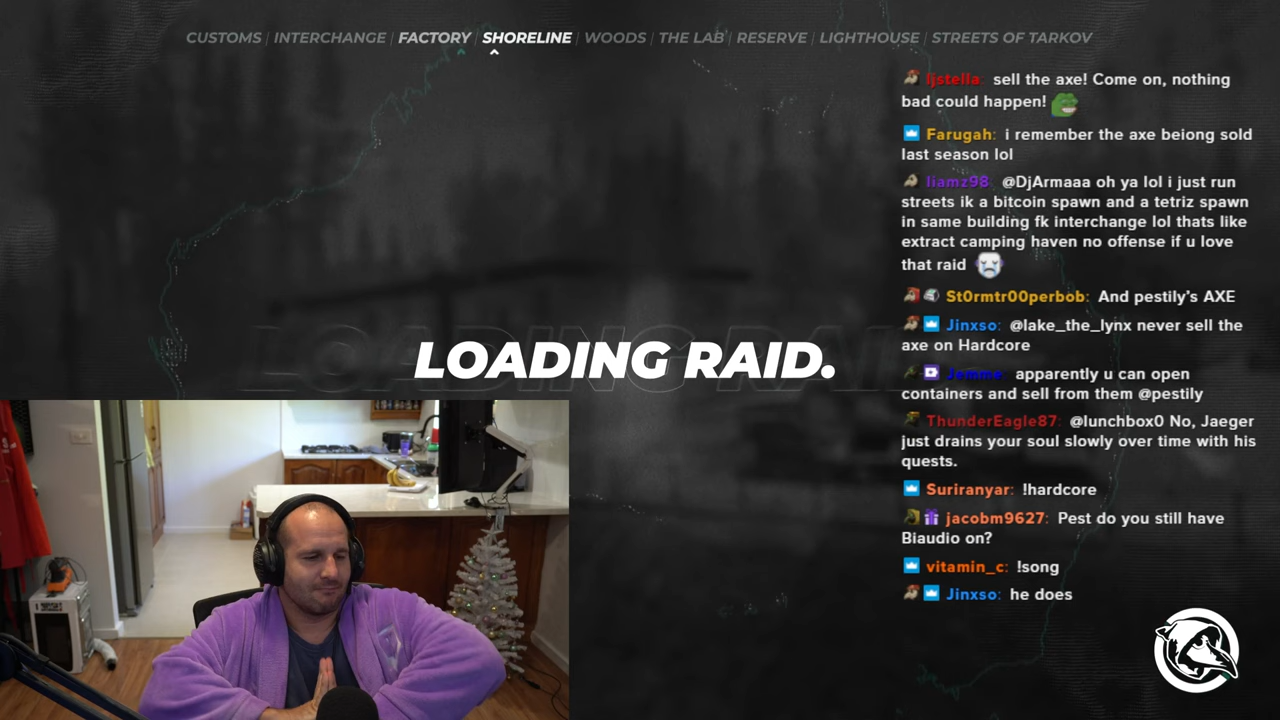 CUSTOMS | INTERCHANGE | FACTORY | SHORELINE | WOODS | THE LAB | RESERVE | LIGHTHOUSE | STREETS OF TARKOV
ljstella: sell the axe! Come on, nothing
bad could happen!
Farugah: i remember the axe beiong sold
last season lol
liamz98: @DjArmaaa oh ya lol i just run
streets ik a bitcoin spawn and a tetriz spawn
in same building fk interchange lol thats like
extract camping haven no offense if u love
that raid
St0rmtr00perbob: And pestily's AXE
Jinxso: @lake_the_lynx never sell the
axe on Hardcore
apparently u can open
containers and sell from them @pestily
ThunderEagle87: @lunchbox0 No, Jaeger
just drains your soul slowly over time with his
quests.
Suriranyar: !hardcore
jacobm9627: Pest do you still have
Biaudio on?
vitamin_c: !song
Jinxso: he does
LOADING RAID.